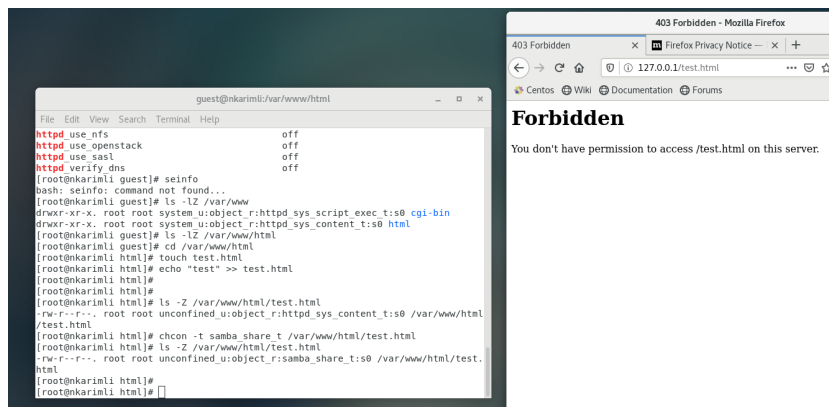 guest@nkarimli:/var/www/html
File Edit View Search Terminal Help
httpd_use_nfs off
httpd_use_openstack off
httpd_use_sasl off
httpd_verify_dns off
[root@nkarimli guest]# seinfo
bash: seinfo: command not found...
[root@nkarimli guest]# ls -lZ /var/www
drwxr-xr-x. root root system_u:object_r:httpd_sys_script_exec_t:s0 cgi-bin
drwxr-xr-x. root root system_u:object_r:httpd_sys_content_t:s0 html
[root@nkarimli guest]# ls -lZ /var/www/html
[root@nkarimli guest]# cd /var/www/html
[root@nkarimli html]# touch test.html
[root@nkarimli html]# echo "test" >> test.html
[root@nkarimli html]#
[root@nkarimli html]#
[root@nkarimli html]# ls -Z /var/www/html/test.html
-rw-r--r--. root root unconfined_u:object_r:httpd_sys_content_t:s0 /var/www/html
/test.html
[root@nkarimli html]# chcon -t samba_share_t /var/www/html/test.html
[root@nkarimli html]# ls -Z /var/www/html/test.html
-rw-r--r--. root root unconfined_u:object_r:samba_share_t:s0 /var/www/html/test.
html
[root@nkarimli html]#
[root@nkarimli html]#
403 Forbidden - Mozilla Firefox
403 Forbidden Firefox Privacy Notice —
127.0.0.1/test.html
Centos Wiki Documentation Forums
Forbidden
You don't have permission to access /test.html on this server.